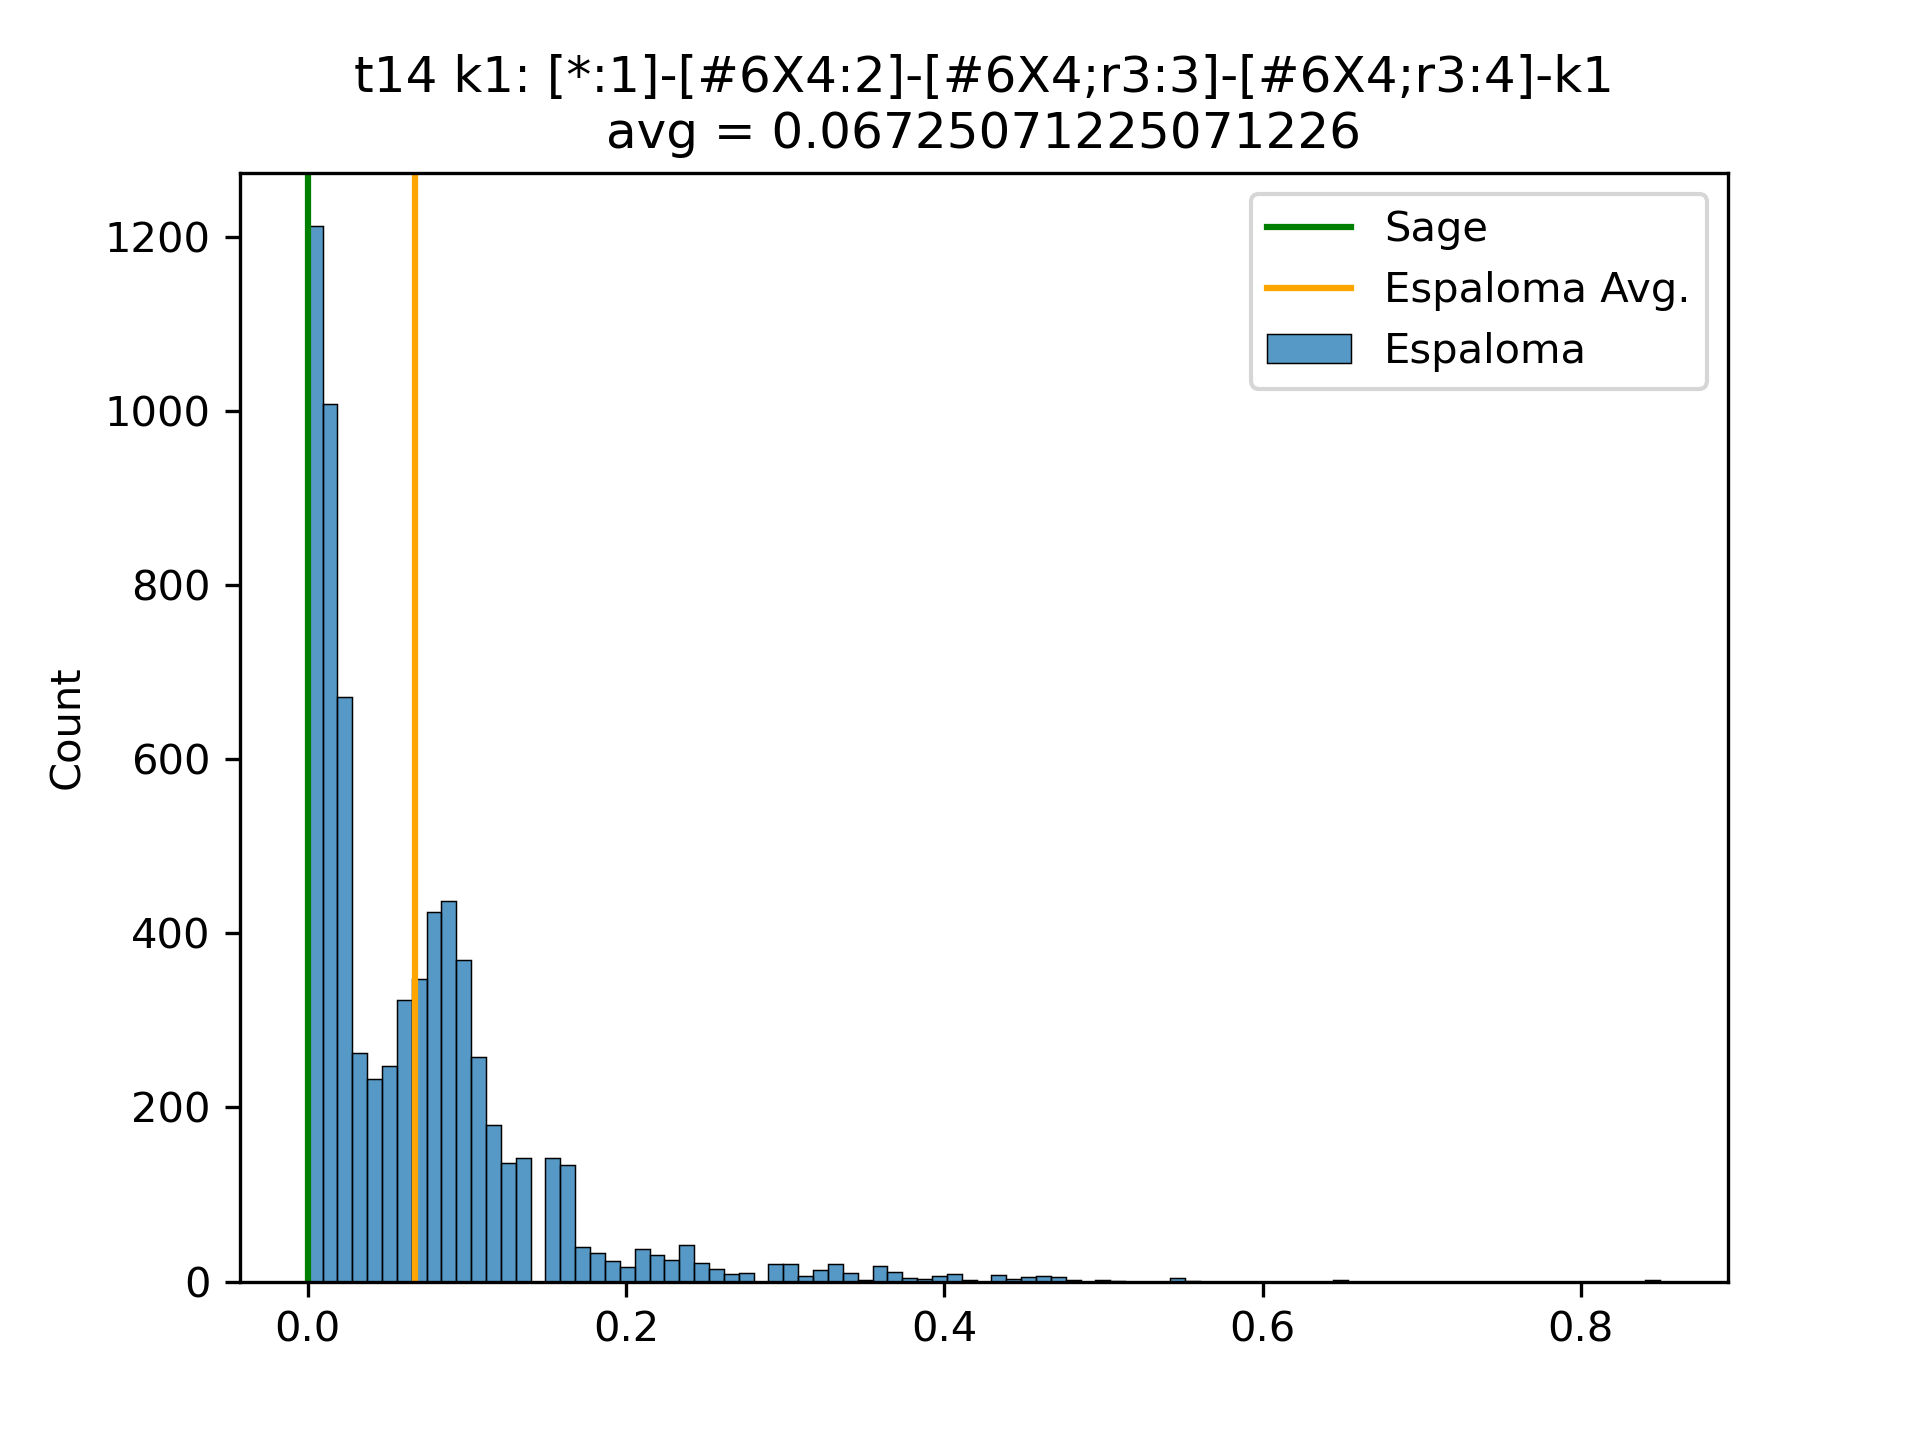 t14 k1: [*:1]-[#6X4:2]-[#6X4;r3:3]-[#6X4;r3:4]-k1
avg = 0.06725071225071226
Sage
Espaloma Avg.
Espaloma
Count
1200
1000
800
600
400
200
0
0.0 0.2 0.4 0.6 0.8